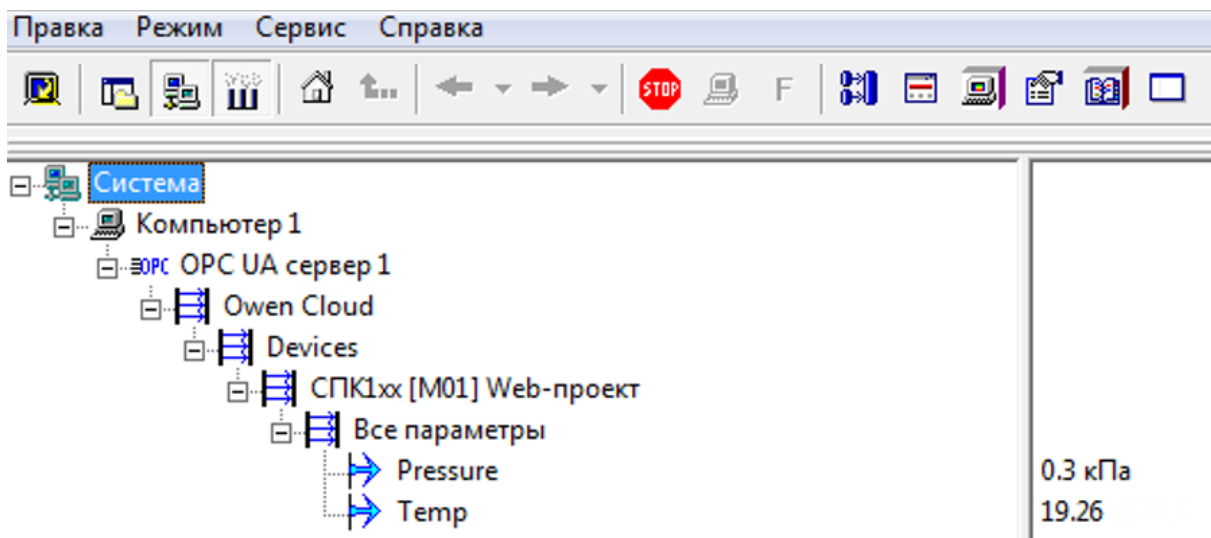 Правка Режим Сервис Справка
STOP F
Система
Компьютер 1
OPC OPC UA сервер 1
Owen Cloud
Devices
СПК1xx [M01] Web-проект
Все параметры
Pressure 0.3 кПа
Temp 19.26